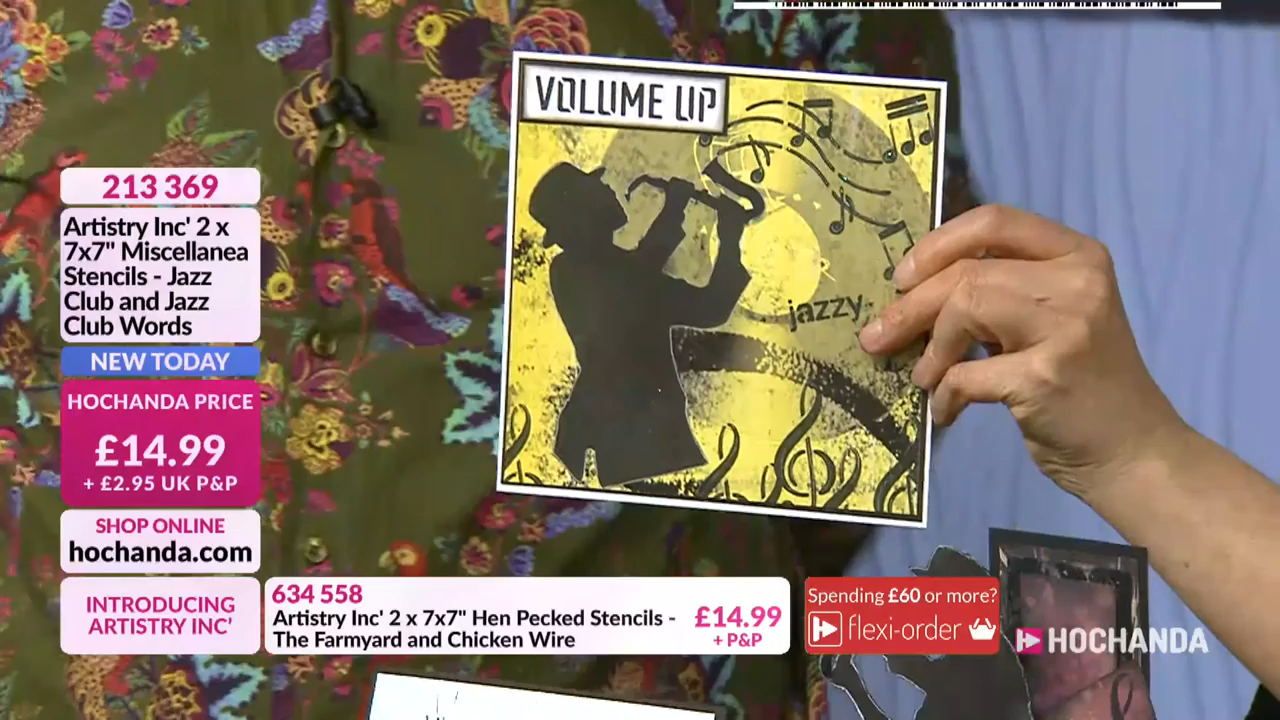 VOLUME UP
jazzy
213 369
Artistry Inc' 2 x
7x7" Miscellanea
Stencils - Jazz
Club and Jazz
Club Words
NEW TODAY
HOCHANDA PRICE
£14.99
+ £2.95 UK P&P
SHOP ONLINE
hochanda.com
INTRODUCING
ARTISTRY INC'
634 558
Artistry Inc' 2 x 7x7" Hen Pecked Stencils -
The Farmyard and Chicken Wire
£14.99
+ P&P
Spending £60 or more?
flexi-order
HOCHANDA